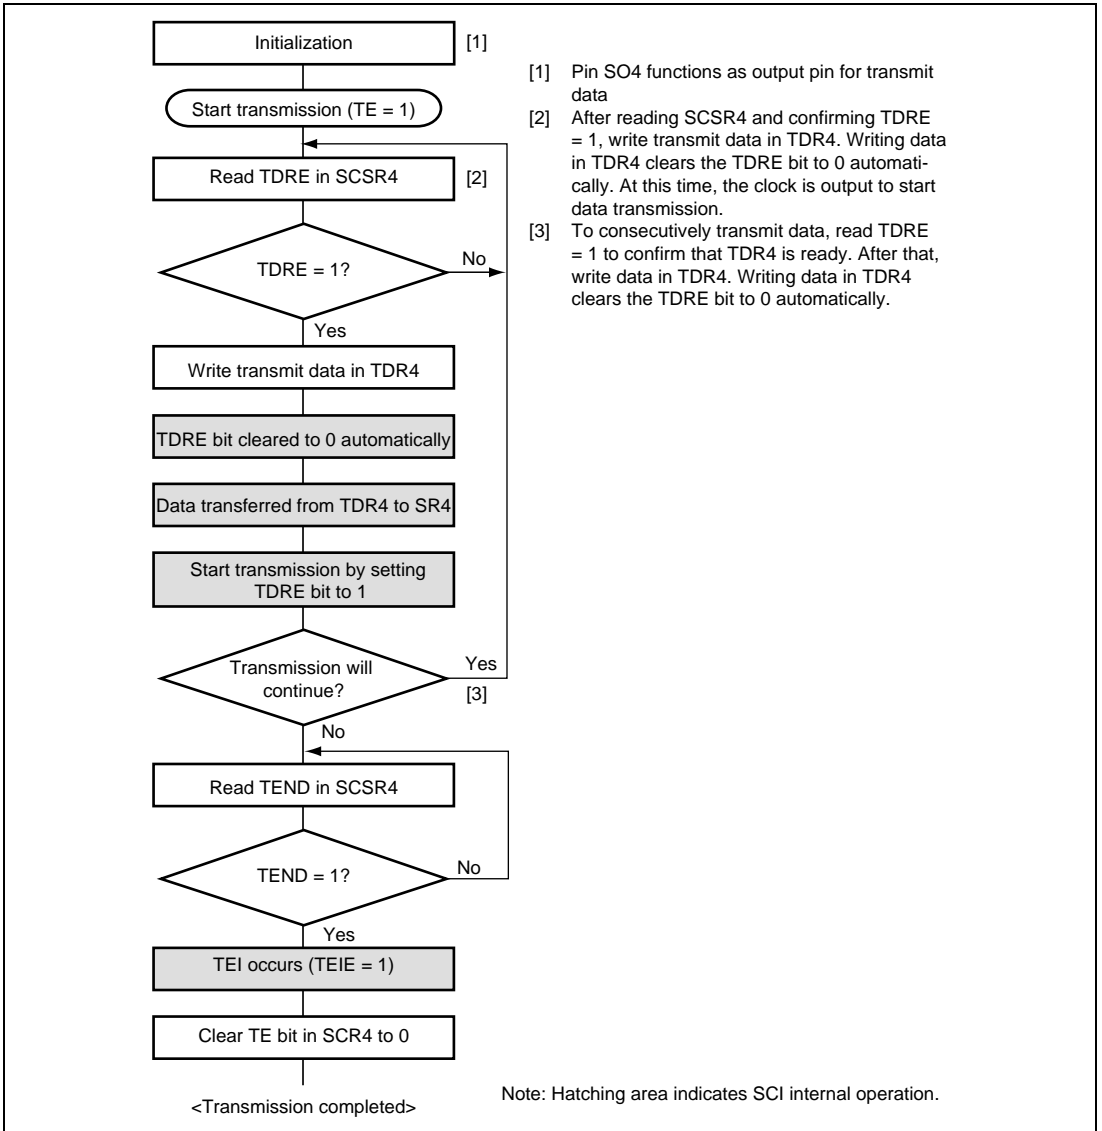 Initialization
[1]
Start transmission (TE = 1)
Read TDRE in SCSR4
[2]
TDRE = 1?
No
Yes
Write transmit data in TDR4
TDRE bit cleared to 0 automatically
Data transferred from TDR4 to SR4
Start transmission by setting
TDRE bit to 1
Transmission will
continue?
Yes
[3]
No
Read TEND in SCSR4
TEND = 1?
No
Yes
TEI occurs (TEIE = 1)
Clear TE bit in SCR4 to 0
<Transmission completed>
[1] Pin SO4 functions as output pin for transmit
data
[2] After reading SCSR4 and confirming TDRE
= 1, write transmit data in TDR4. Writing data
in TDR4 clears the TDRE bit to 0 automati-
cally. At this time, the clock is output to start
data transmission.
[3] To consecutively transmit data, read TDRE
= 1 to confirm that TDR4 is ready. After that,
write data in TDR4. Writing data in TDR4
clears the TDRE bit to 0 automatically.
Note: Hatching area indicates SCI internal operation.